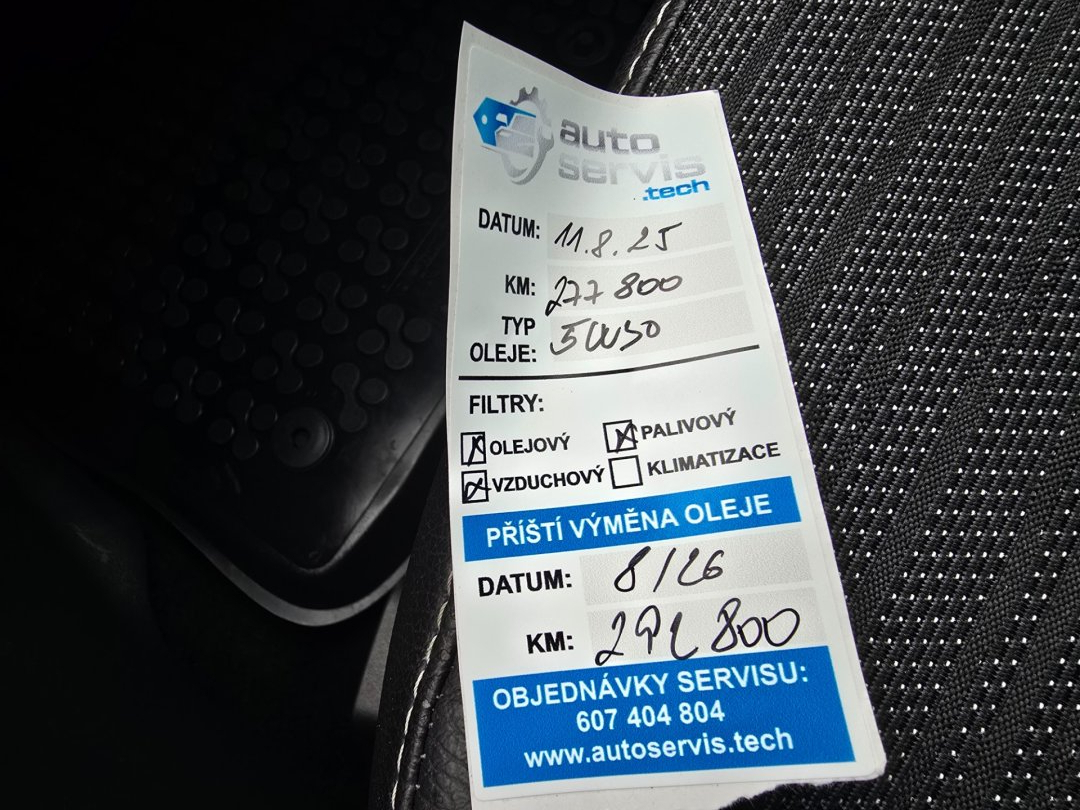 auto
servis
.tech
DATUM: 11.8.25
KM: 277 800
TYP
OLEJE: 5W30
FILTRY:
OLEJOVÝ PALIVOVÝ
VZDUCHOVÝ KLIMATIZACE
PŘÍŠTÍ VÝMĚNA OLEJE
DATUM: 8/26
KM: 292 800
OBJEDNÁVKY SERVISU:
607 404 804
www.autoservis.tech